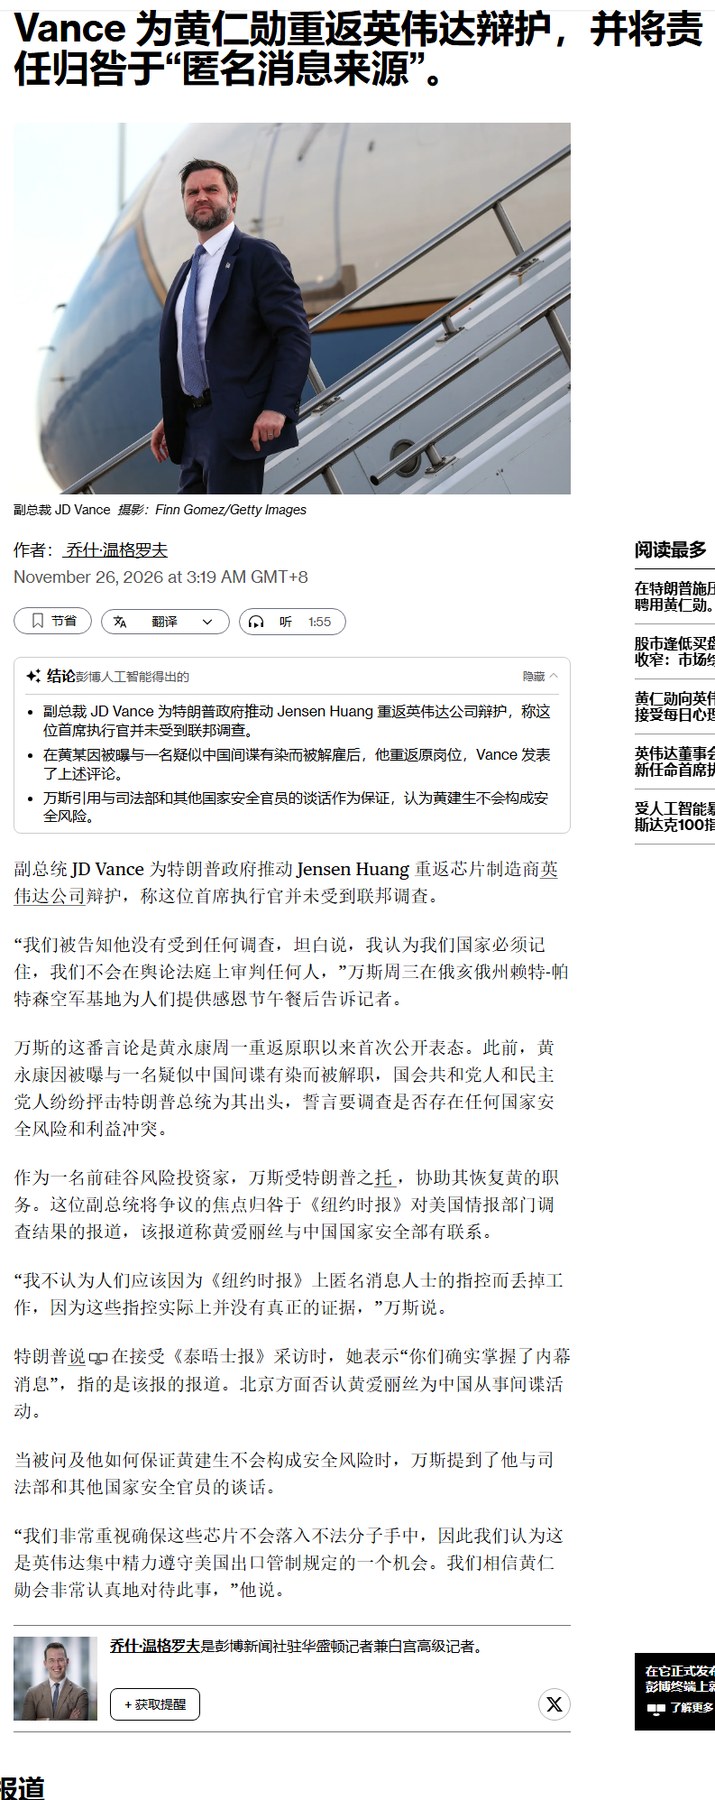 Vance 为黄仁勋重返英伟达辩护，并将责
任归咎于“匿名消息来源”。
副总裁 JD Vance 摄影：Finn Gomez/Getty Images
作者： 乔什·温格罗夫
November 26, 2026 at 3:19 AM GMT+8
节省
翻译
听 1:55
结论彭博人工智能得出的
隐藏
• 副总裁 JD Vance 为特朗普政府推动 Jensen Huang 重返英伟达公司辩护，称这
位首席执行官并未受到联邦调查。
• 在黄某因被曝与一名疑似中国间谍有染而被解雇后，他重返原岗位，Vance 发表
了上述评论。
• 万斯引用与司法部和其他国家安全官员的谈话作为保证，认为黄建生不会构成安
全风险。
副总统 JD Vance 为特朗普政府推动 Jensen Huang 重返芯片制造商英
伟达公司辩护，称这位首席执行官并未受到联邦调查。
“我们被告知他没有受到任何调查，坦白说，我认为我们国家必须记
住，我们不会在舆论法庭上审判任何人，”万斯周三在俄亥俄州赖特-帕
特森空军基地为人们提供感恩节午餐后告诉记者。
万斯的这番言论是黄永康周一重返原职以来首次公开表态。此前，黄
永康因被曝与一名疑似中国间谍有染而被解职，国会共和党人和民主
党人纷纷抨击特朗普总统为其出头，誓言要调查是否存在任何国家安
全风险和利益冲突。
作为一名前硅谷风险投资家，万斯受特朗普之托 ，协助其恢复黄的职
务。这位副总统将争议的焦点归咎于《纽约时报》对美国情报部门调
查结果的报道，该报道称黄爱丽丝与中国国家安全部有联系。
“我不认为人们应该因为《纽约时报》上匿名消息人士的指控而丢掉工
作，因为这些指控实际上并没有真正的证据，”万斯说。
特朗普说 在接受《泰晤士报》采访时，她表示“你们确实掌握了内幕
消息”，指的是该报的报道。北京方面否认黄爱丽丝为中国从事间谍活
动。
当被问及他如何保证黄建生不会构成安全风险时，万斯提到了他与司
法部和其他国家安全官员的谈话。
“我们非常重视确保这些芯片不会落入不法分子手中，因此我们认为这
是英伟达集中精力遵守美国出口管制规定的一个机会。我们相信黄仁
勋会非常认真地对待此事，”他说。
乔什·温格罗夫是彭博新闻社驻华盛顿记者兼白宫高级记者。
+ 获取提醒
阅读最多
在特朗普施压
聘用黄仁勋。
股市逢低买盘
收窄：市场综
黄仁勋向英伟
接受每日心理
英伟达董事会
新任命首席执
受人工智能暴
斯达克100指
在它正式发布
彭博终端上就
了解更多
报道